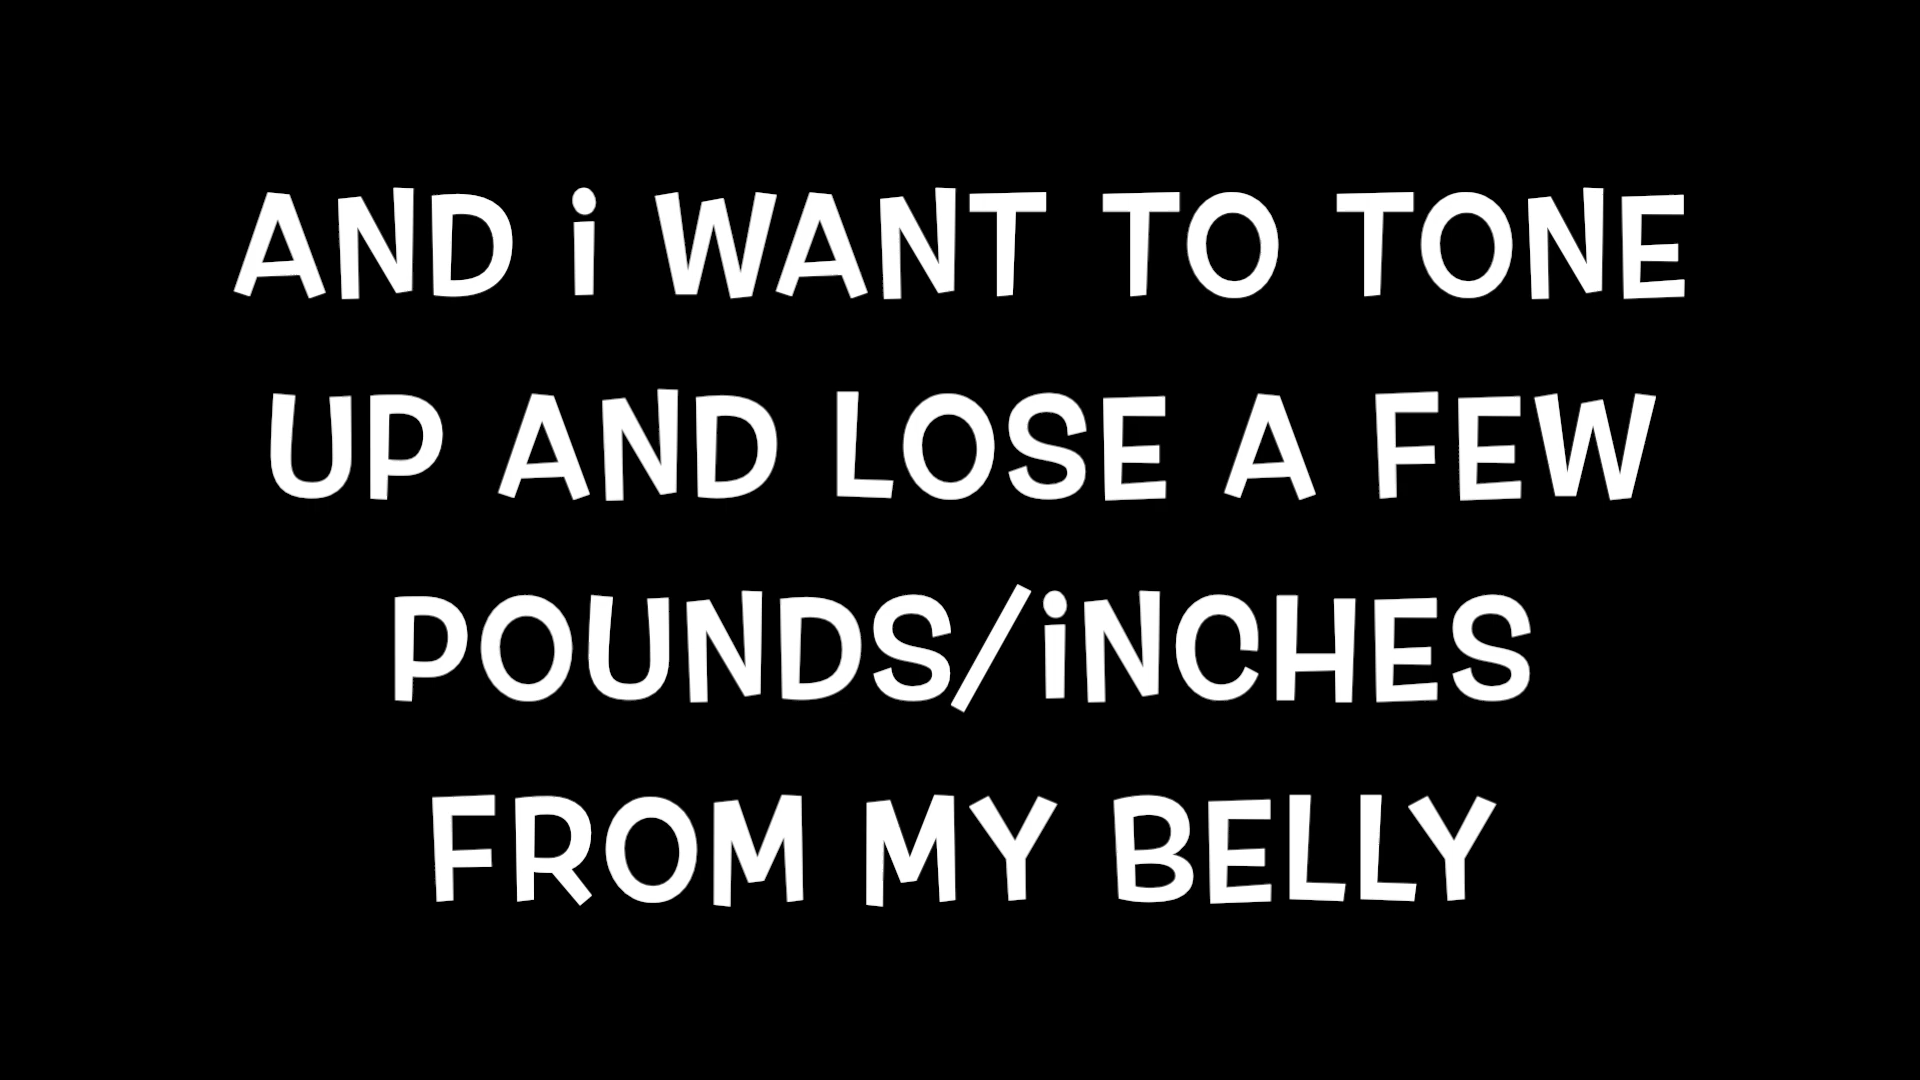 AND i WANT TO TONE
UP AND LOSE A FEW
POUNDS/iNCHES
FROM MY BELLY